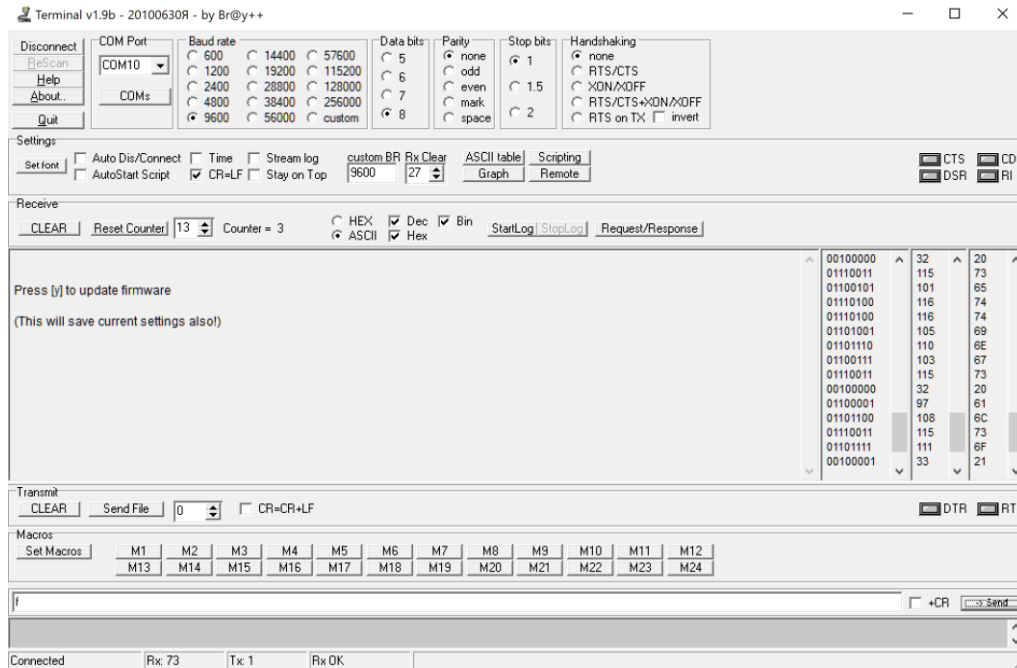 Terminal v1.9b - 20100630Я - by Br@y++
Disconnect
ReScan
Help
About..
Quit
COM Port
COM10
COMs
Baud rate
600 14400 57600
1200 19200 115200
2400 28800 128000
4800 38400 256000
9600 56000 custom
Data bits
5
6
7
8
Parity
none
odd
even
mark
space
Stop bits
1
1.5
2
Handshaking
none
RTS/CTS
XON/XOFF
RTS/CTS+XON/XOFF
RTS on TX invert
Settings
Set font
Auto Dis/Connect Time Stream log
AutoStart Script CR=LF Stay on Top
custom BR Rx Clear
9600 27
ASCII table Scripting
Graph Remote
CTS CD
DSR RI
Receive
CLEAR Reset Counter 13 Counter = 3
HEX Dec Bin
ASCII Hex
StartLog StopLog Request/Response
Press [y] to update firmware
(This will save current settings also!)
00100000 32 20
01110011 115 73
01100101 101 65
01110100 116 74
01110100 116 74
01101001 105 69
01101110 110 6E
01100111 103 67
01110011 115 73
00100000 32 20
01100001 97 61
01101100 108 6C
01110011 115 73
01101111 111 6F
00100001 33 21
Transmit
CLEAR Send File 0 CR=CR+LF
DTR RT
Macros
Set Macros
M1 M2 M3 M4 M5 M6 M7 M8 M9 M10 M11 M12
M13 M14 M15 M16 M17 M18 M19 M20 M21 M22 M23 M24
f
+CR -> Send
Connected Rx: 73 Tx: 1 Rx OK